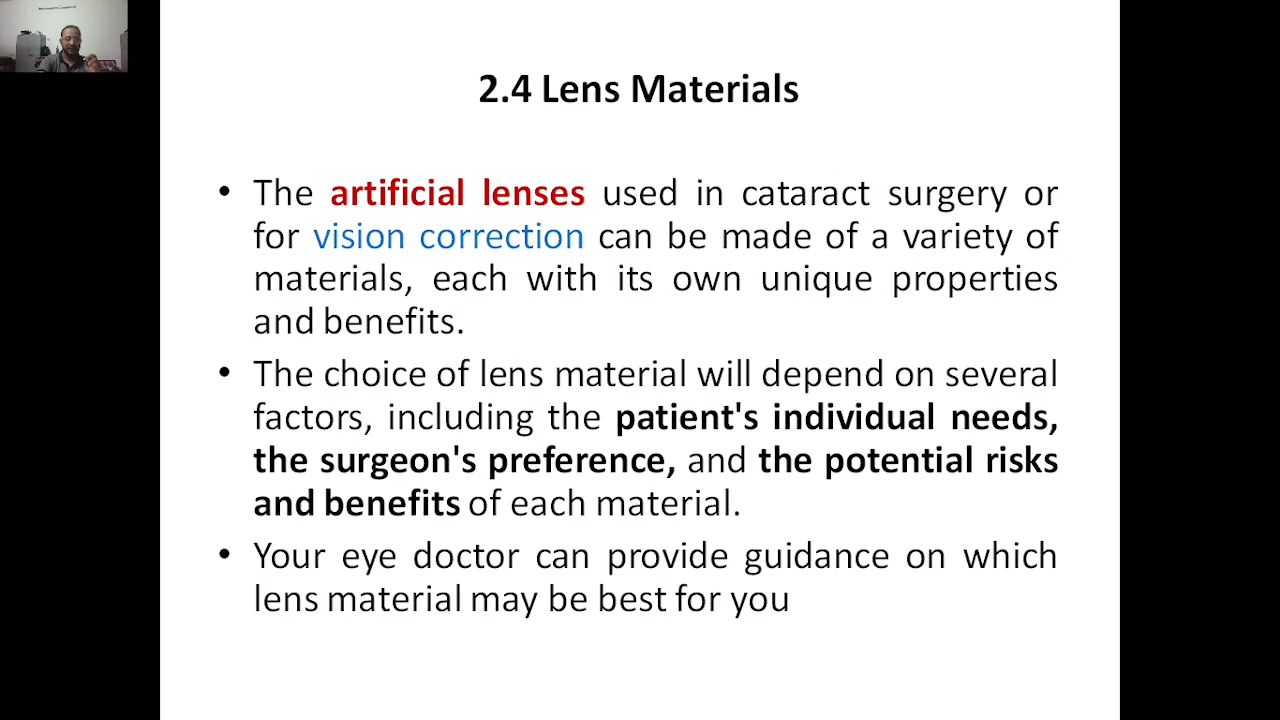 2.4 Lens Materials
• The artificial lenses used in cataract surgery or
for vision correction can be made of a variety of
materials, each with its own unique properties
and benefits.
• The choice of lens material will depend on several
factors, including the patient's individual needs,
the surgeon's preference, and the potential risks
and benefits of each material.
• Your eye doctor can provide guidance on which
lens material may be best for you